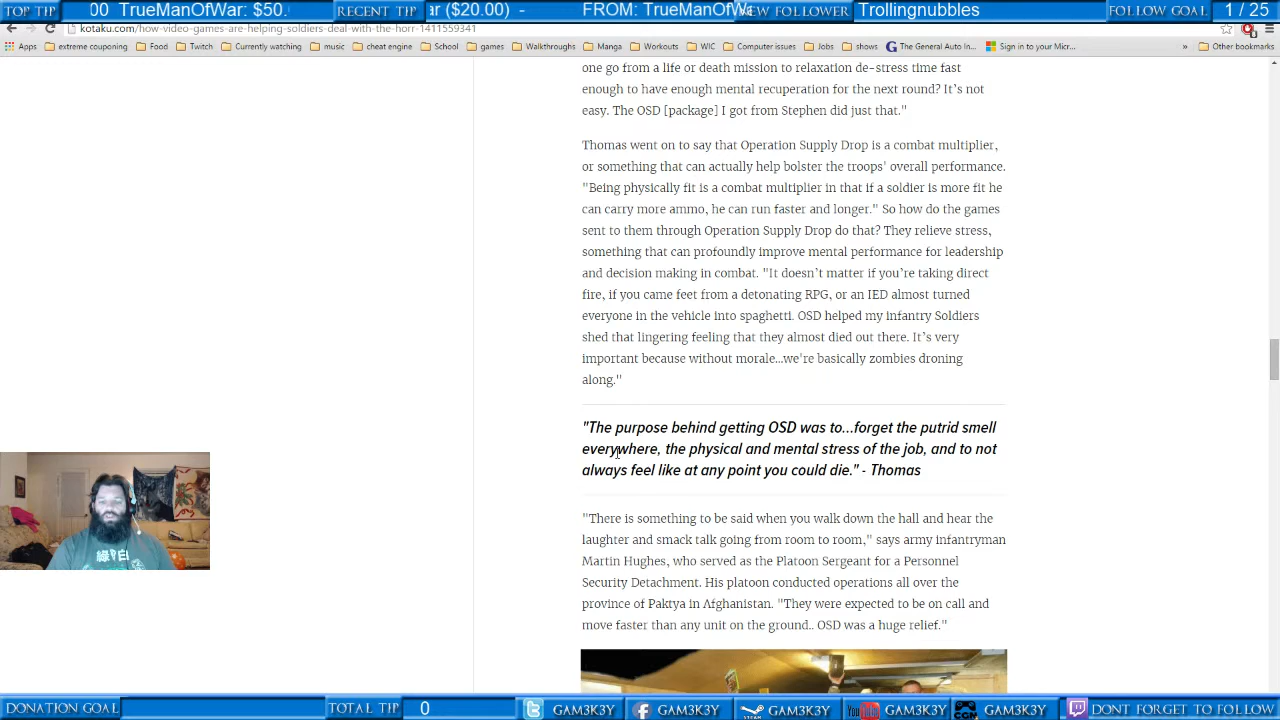 TOP TIP 00 TrueManOfWar: $50. RECENT TIP ar ($20.00) - FROM: TrueManOfWa NEW FOLLOWER Trollingnubbles FOLLOW GOAL 1 / 25
kotaku.com/how-video-games-are-helping-soldiers-deal-with-the-horr-1411559341
Apps extreme couponing Food Twitch Currently watching music cheat engine School games Walkthroughs Manga Workouts WIC Computer issues Jobs shows The General Auto In... Sign in to your Micr... » Other bookmarks
one go from a life or death mission to relaxation de-stress time fast
enough to have enough mental recuperation for the next round? It's not
easy. The OSD [package] I got from Stephen did just that."
Thomas went on to say that Operation Supply Drop is a combat multiplier,
or something that can actually help bolster the troops' overall performance.
"Being physically fit is a combat multiplier in that if a soldier is more fit he
can carry more ammo, he can run faster and longer." So how do the games
sent to them through Operation Supply Drop do that? They relieve stress,
something that can profoundly improve mental performance for leadership
and decision making in combat. "It doesn't matter if you're taking direct
fire, if you came feet from a detonating RPG, or an IED almost turned
everyone in the vehicle into spaghetti. OSD helped my infantry Soldiers
shed that lingering feeling that they almost died out there. It's very
important because without morale...we're basically zombies droning
along."
"The purpose behind getting OSD was to...forget the putrid smell
everywhere, the physical and mental stress of the job, and to not
always feel like at any point you could die." - Thomas
"There is something to be said when you walk down the hall and hear the
laughter and smack talk going from room to room," says army infantryman
Martin Hughes, who served as the Platoon Sergeant for a Personnel
Security Detachment. His platoon conducted operations all over the
province of Paktya in Afghanistan. "They were expected to be on call and
move faster than any unit on the ground.. OSD was a huge relief."
DONATION GOAL TOTAL TIP 0 GAM3K3Y GAM3K3Y STEAM GAM3K3Y YouTube GAM3K3Y CGM GAM3K3Y DONT FORGET TO FOLLOW